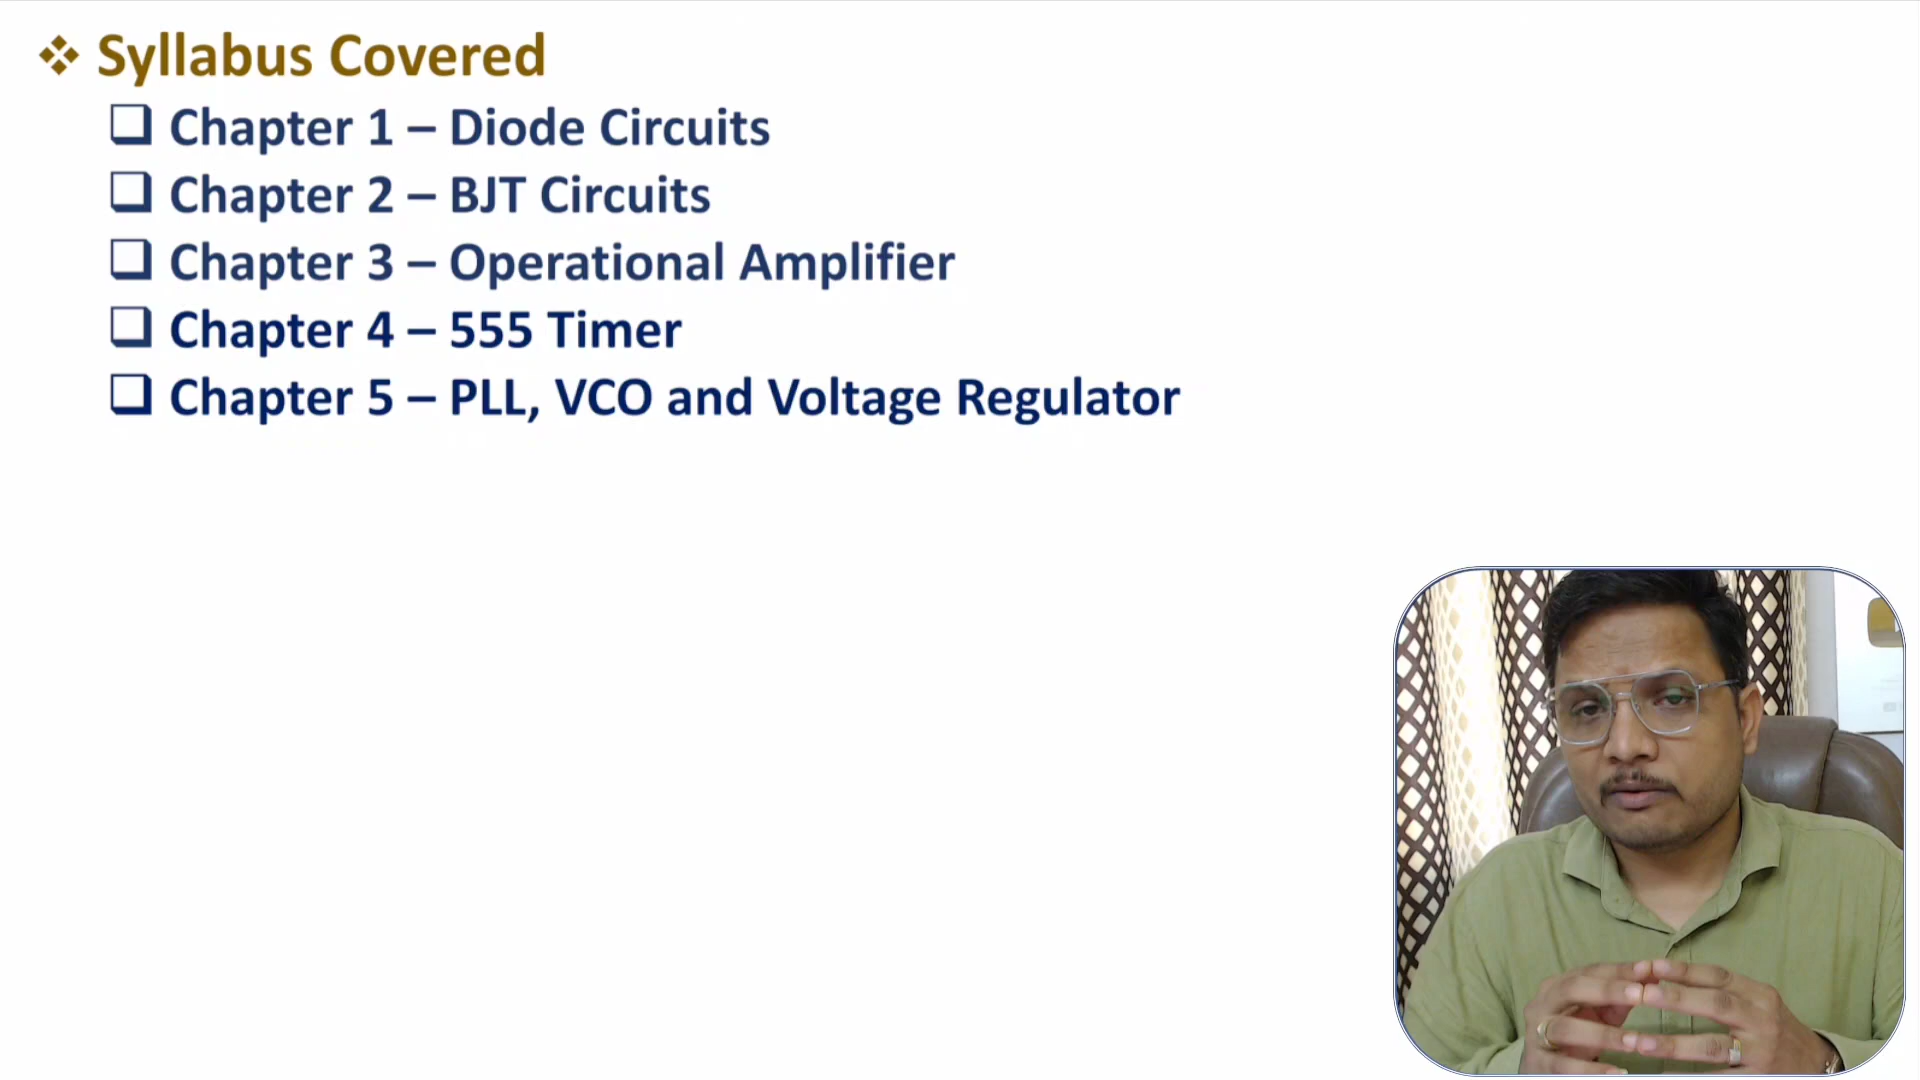 Syllabus Covered
Chapter 1 – Diode Circuits
Chapter 2 – BJT Circuits
Chapter 3 – Operational Amplifier
Chapter 4 – 555 Timer
Chapter 5 – PLL, VCO and Voltage Regulator